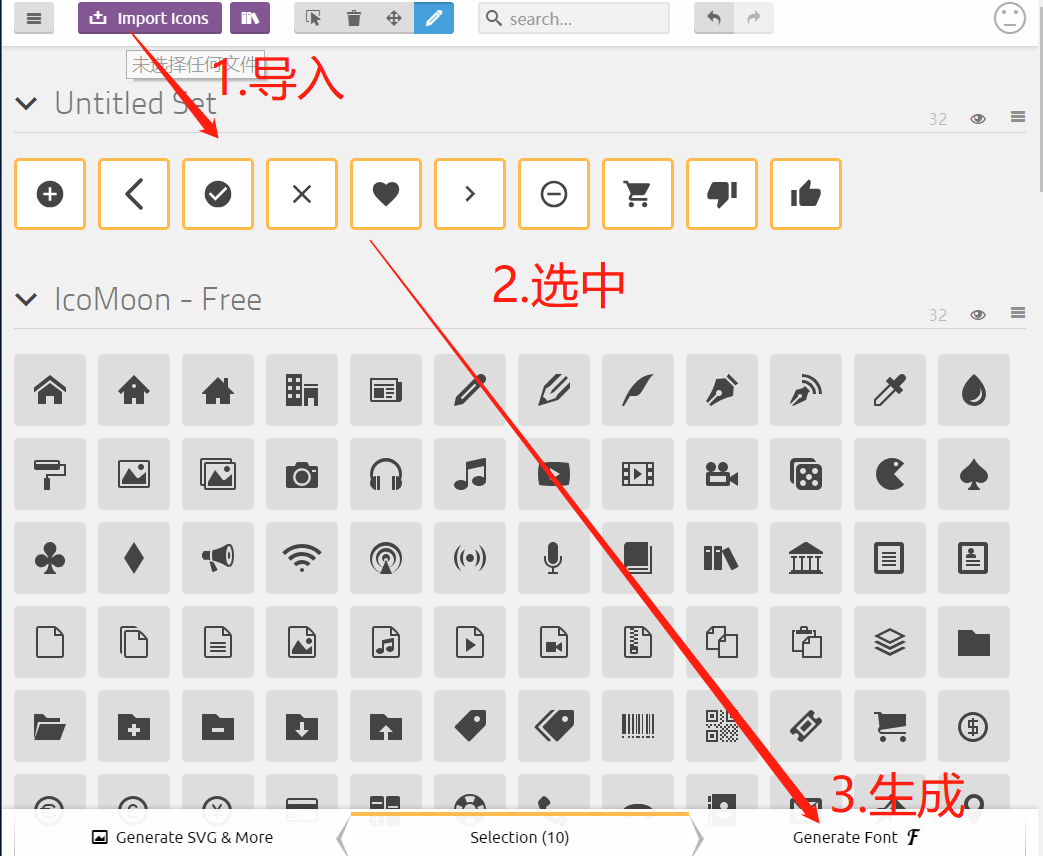 Import Icons
search...
未选择任何文件
1.导入
Untitled Set
32
2.选中
IcoMoon - Free
32
3.生成
Generate SVG & More
Selection (10)
Generate Font